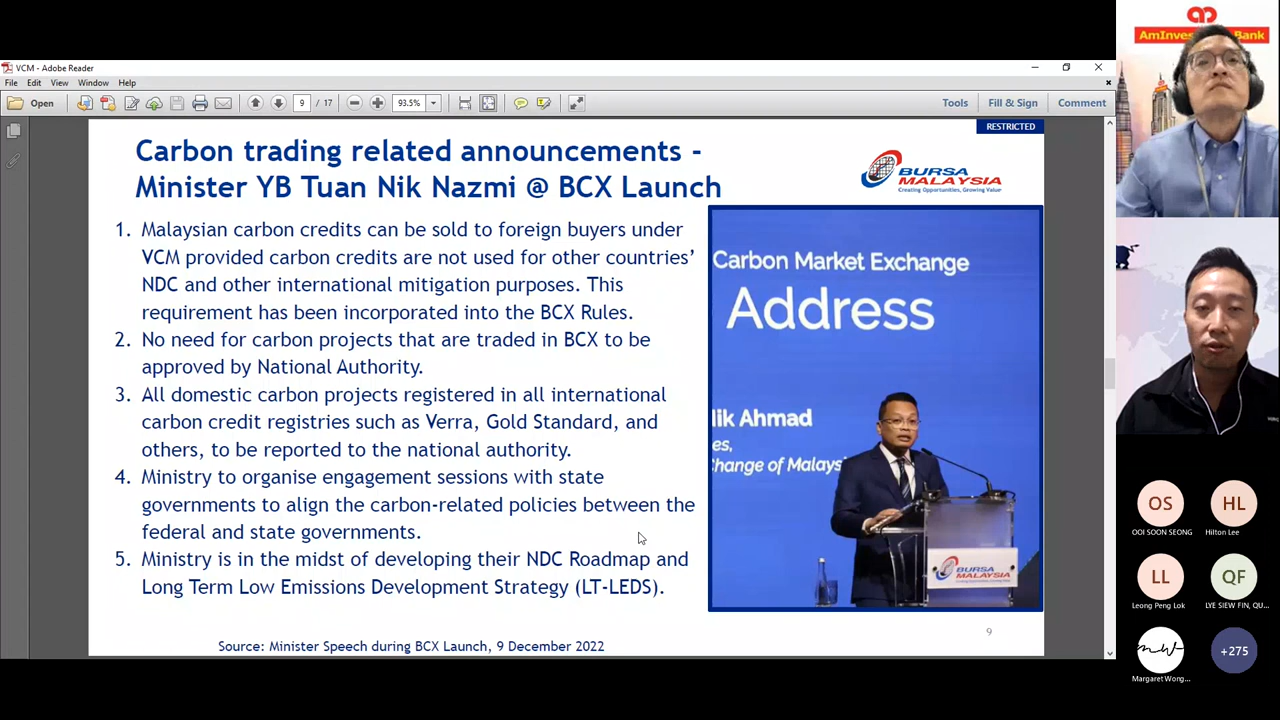 VCM - Adobe Reader
File Edit View Window Help
Open
9 / 17
93.5%
Tools Fill & Sign Comment
RESTRICTED
Carbon trading related announcements -
Minister YB Tuan Nik Nazmi @ BCX Launch
BURSA
MALAYSIA
Creating Opportunities, Growing Value
1. Malaysian carbon credits can be sold to foreign buyers under
VCM provided carbon credits are not used for other countries’
NDC and other international mitigation purposes. This
requirement has been incorporated into the BCX Rules.
2. No need for carbon projects that are traded in BCX to be
approved by National Authority.
3. All domestic carbon projects registered in all international
carbon credit registries such as Verra, Gold Standard, and
others, to be reported to the national authority.
4. Ministry to organise engagement sessions with state
governments to align the carbon-related policies between the
federal and state governments.
5. Ministry is in the midst of developing their NDC Roadmap and
Long Term Low Emissions Development Strategy (LT-LEDS).
Source: Minister Speech during BCX Launch, 9 December 2022
9
Carbon Market Exchange
Address
lik Ahmad
es,
Change of Malays
BURSA
MALAYSIA
AmInves Bank
OS
OOI SOON SEONG
HL
Hilton Lee
LL
Leong Peng Lok
QF
LYE SIEW FIN, QU...
Margaret Wong...
+275